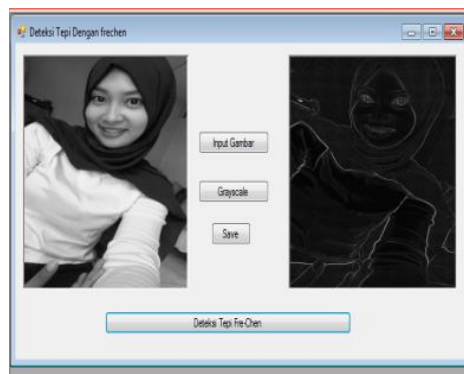 Deteksi Tepi Dengan frechen
Input Gambar
Grayscale
Save
Deteksi Tepi Fre-Chen